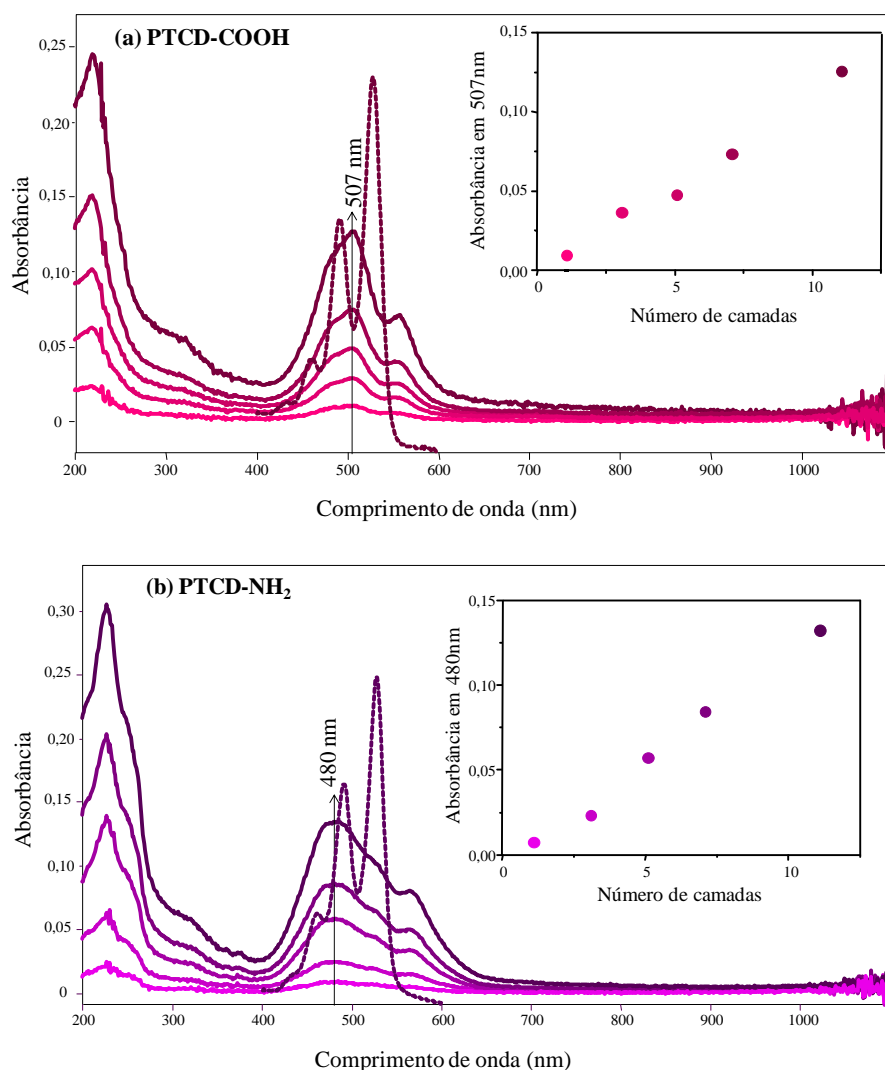 (a) PTCD-COOH
Absorbância
0,25
0,20
0,15
0,10
0,05
0
507 nm
200 300 400 500 600 700 800 900 1000
Comprimento de onda (nm)
Absorbância em 507nm
0,15
0,10
0,05
0,00
0 5 10
Número de camadas
(b) PTCD-NH₂
Absorbância
0,30
0,25
0,20
0,15
0,10
0,05
0
480 nm
200 300 400 500 600 700 800 900 1000
Comprimento de onda (nm)
Absorbância em 480nm
0,15
0,10
0,05
0,00
0 5 10
Número de camadas